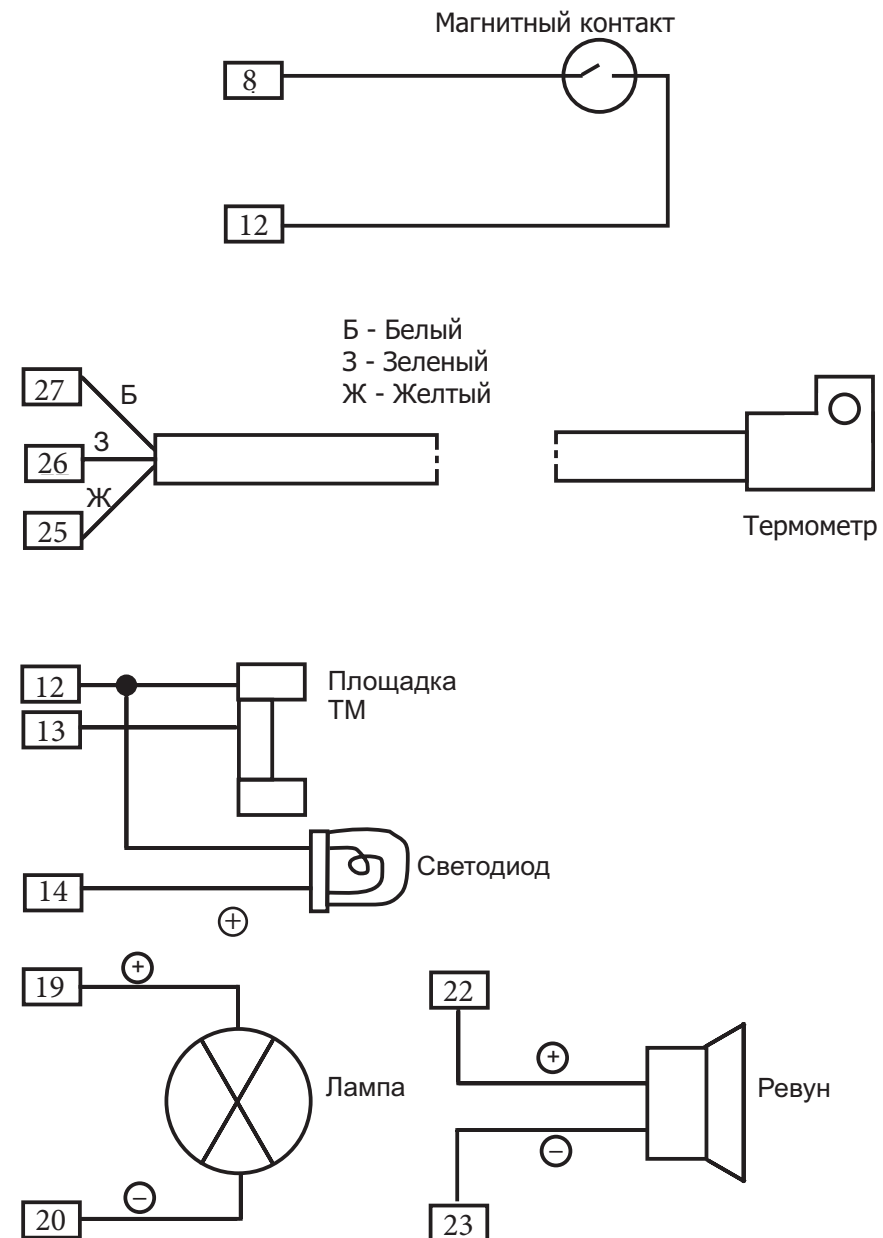 Магнитный контакт
8
12
Б - Белый
З - Зеленый
Ж - Желтый
27
Б
З
26
Ж
25
Термометр
12
Площадка
ТМ
13
Светодиод
14
+
19
+
22
+
Лампа
Ревун
−
20
−
23